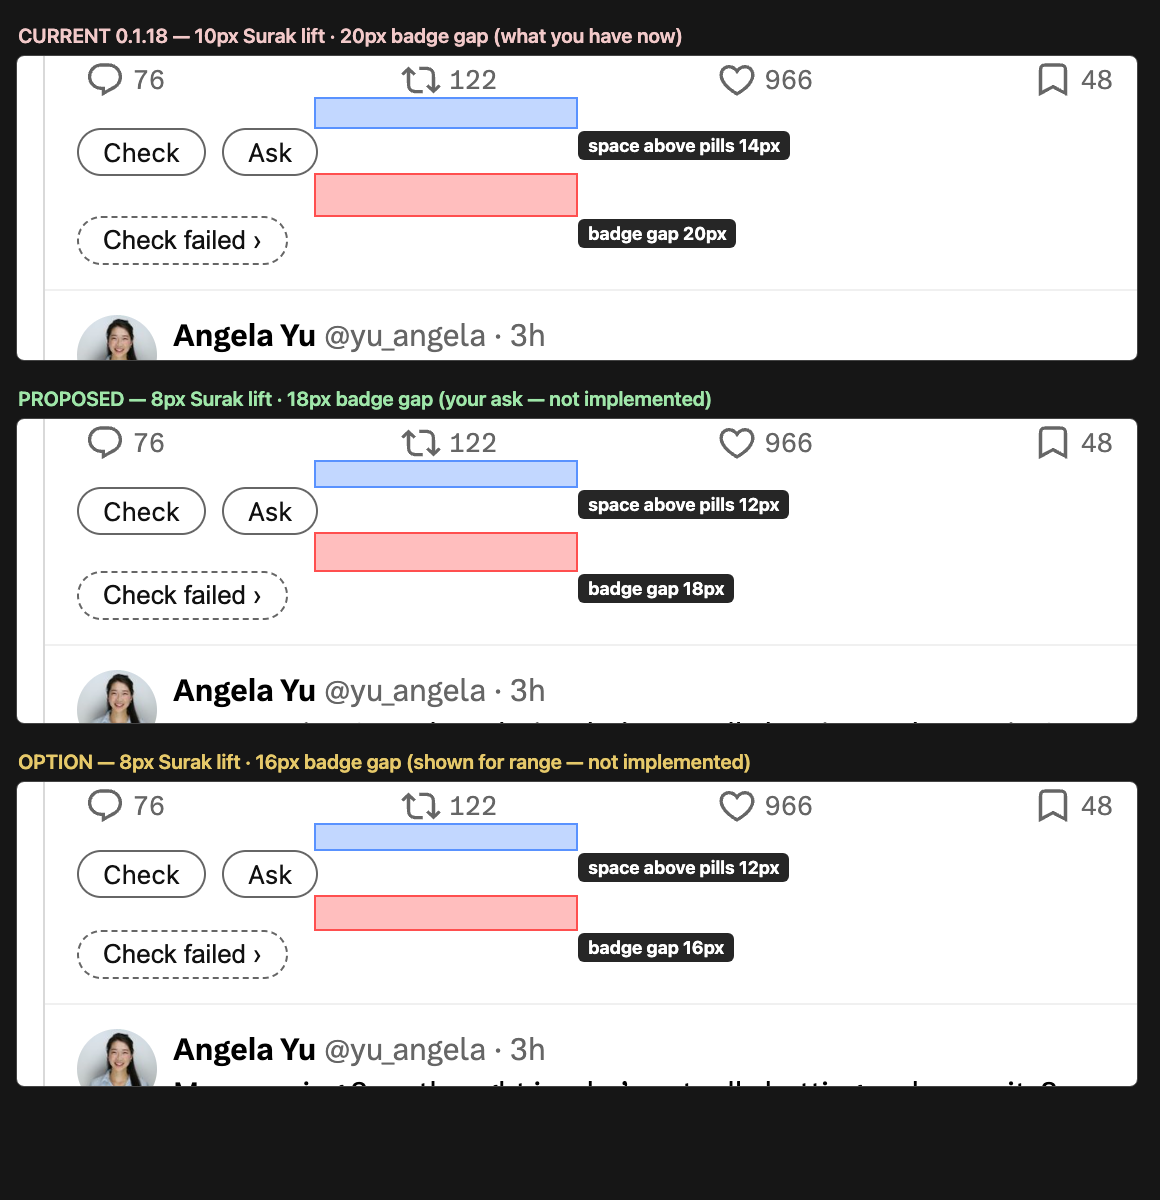 CURRENT 0.1.18 — 10px Surak lift · 20px badge gap (what you have now)
76 122 966 48
Check Ask
space above pills 14px
badge gap 20px
Check failed ›
Angela Yu @yu_angela · 3h
PROPOSED — 8px Surak lift · 18px badge gap (your ask — not implemented)
76 122 966 48
Check Ask
space above pills 12px
badge gap 18px
Check failed ›
Angela Yu @yu_angela · 3h
OPTION — 8px Surak lift · 16px badge gap (shown for range — not implemented)
76 122 966 48
Check Ask
space above pills 12px
badge gap 16px
Check failed ›
Angela Yu @yu_angela · 3h